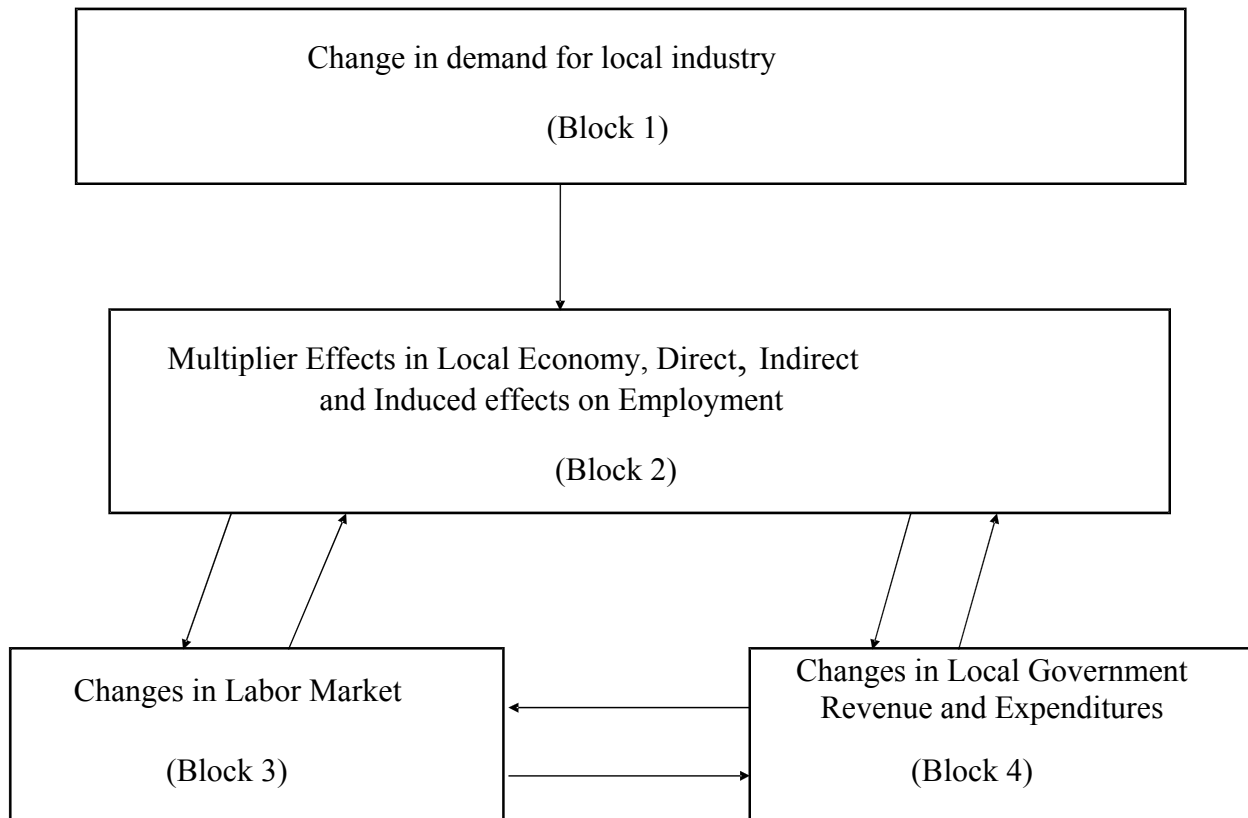 Change in demand for local industry
(Block 1)
Multiplier Effects in Local Economy, Direct, Indirect
and Induced effects on Employment
(Block 2)
Changes in Labor Market
(Block 3)
Changes in Local Government
Revenue and Expenditures
(Block 4)